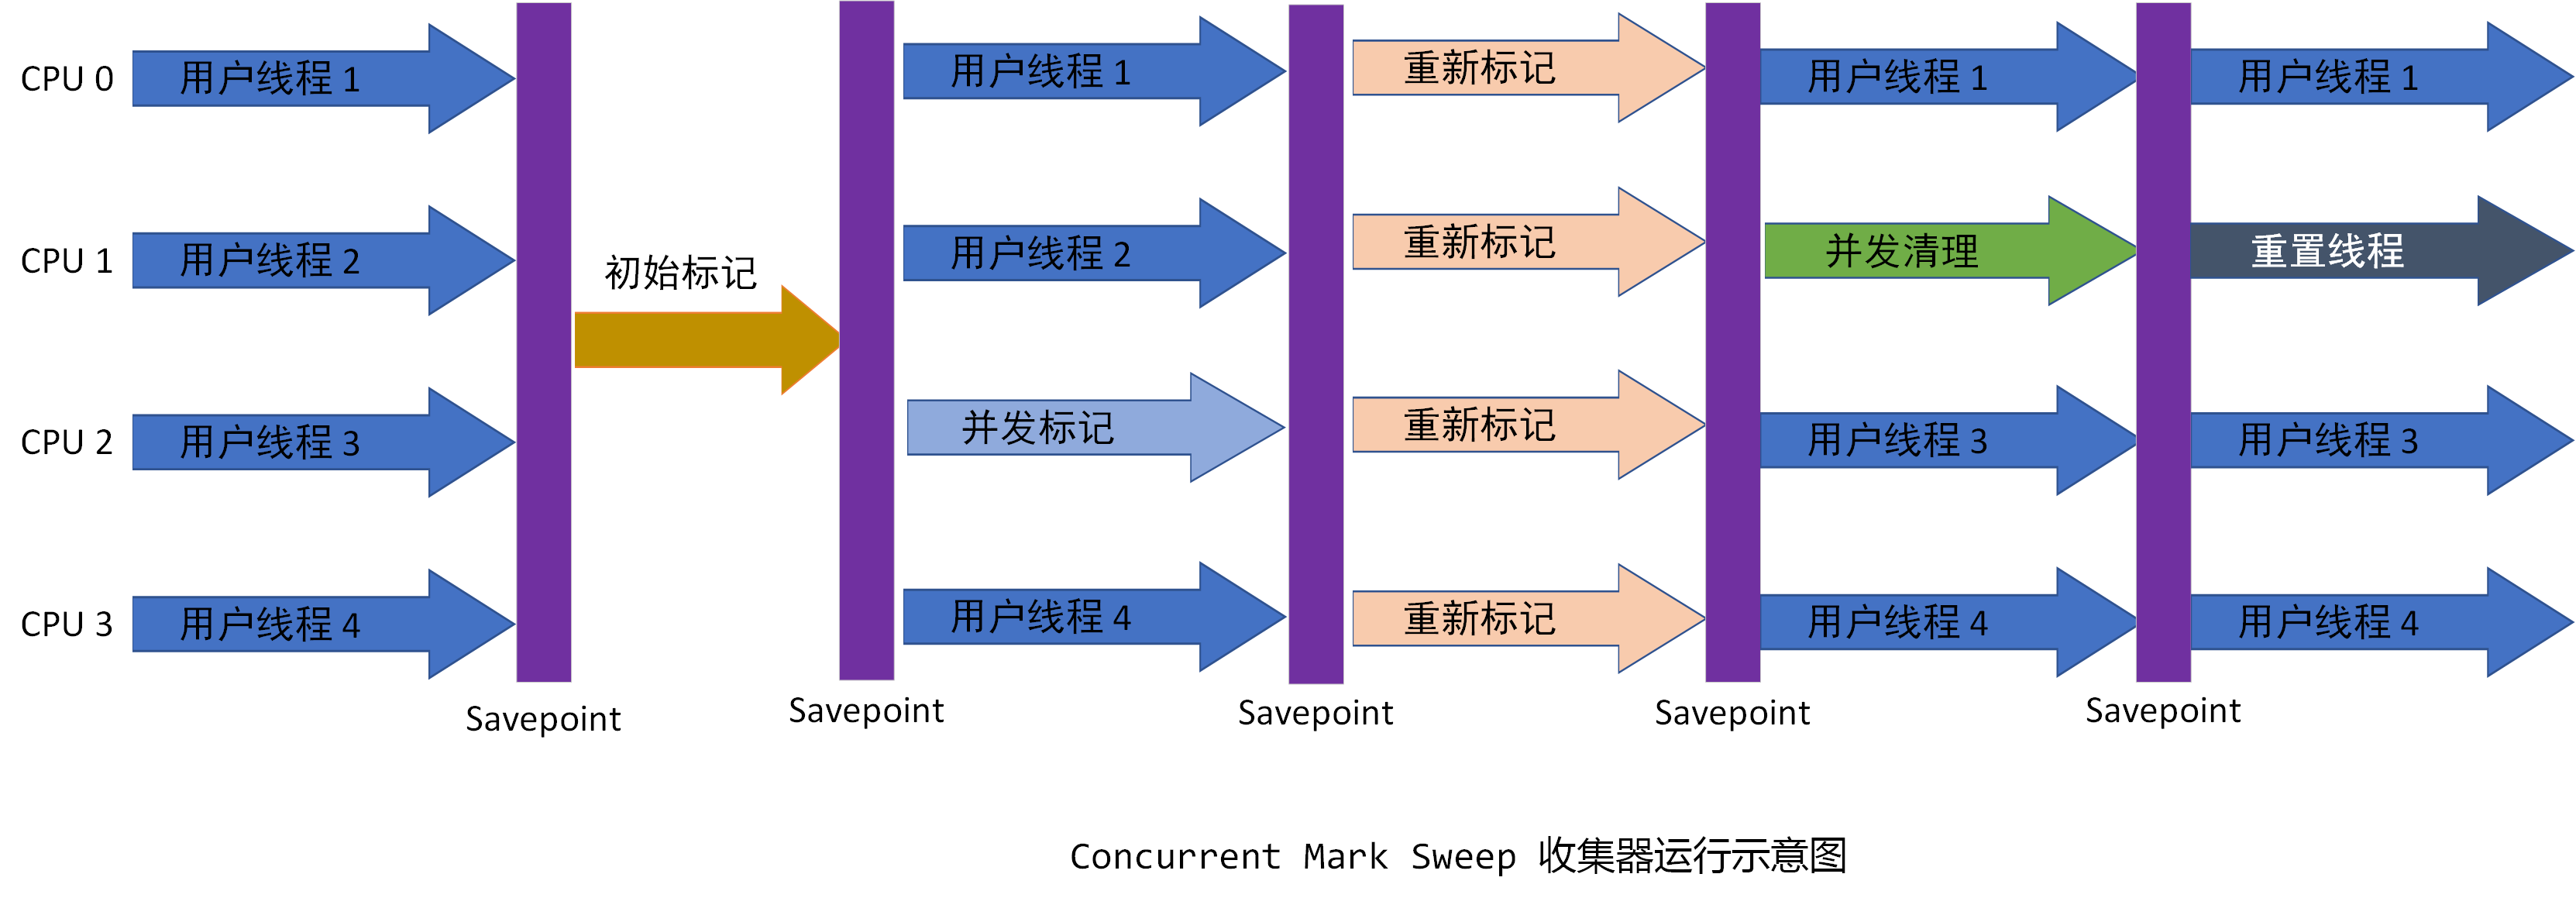 CPU 0 用户线程 1 用户线程 1 重新标记 用户线程 1 用户线程 1
CPU 1 用户线程 2 初始标记 用户线程 2 重新标记 并发清理 重置线程
CPU 2 用户线程 3 并发标记 重新标记 用户线程 3 用户线程 3
CPU 3 用户线程 4 用户线程 4 重新标记 用户线程 4 用户线程 4
Savepoint Savepoint Savepoint Savepoint Savepoint
Concurrent Mark Sweep 收集器运行示意图